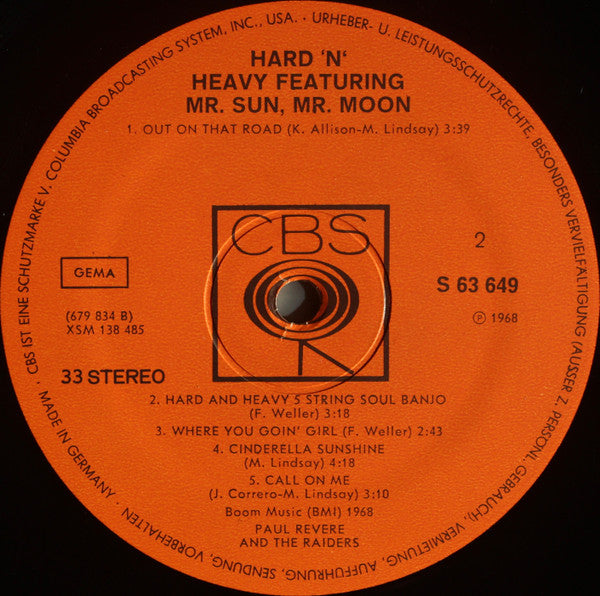 CBS IST EINE SCHUTZMARKE V. COLUMBIA BROADCASTING SYSTEM, INC., USA. · URHEBER- U. LEISTUNGSSCHUTZRECHTE, BESONDERS VERVIELFÄLTIGUNG (AUSSER Z. PERSÖNL. GEBRAUCH), VERMIETUNG, AUFFÜHRUNG, SENDUNG, VORBEHALTEN · MADE IN GERMANY ·
HARD 'N'
HEAVY FEATURING
MR. SUN, MR. MOON
1. OUT ON THAT ROAD (K. Allison-M. Lindsay) 3:39
CBS
2
GEMA
S 63 649
(679 834 B)
XSM 138 485
℗ 1968
33 STEREO
2. HARD AND HEAVY 5 STRING SOUL BANJO
(F. Weller) 3:18
3. WHERE YOU GOIN' GIRL (F. Weller) 2:43
4. CINDERELLA SUNSHINE
(M. Lindsay) 4:18
5. CALL ON ME
(J. Correro-M. Lindsay) 3:10
Boom Music (BMI) 1968
PAUL REVERE
AND THE RAIDERS